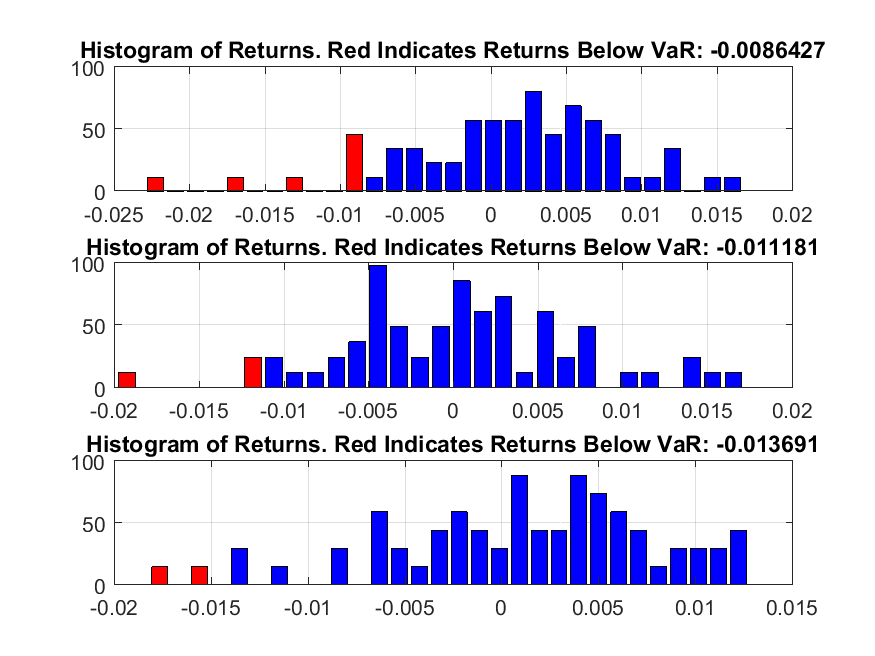 Histogram of Returns. Red Indicates Returns Below VaR: -0.0086427
100
50
0
-0.025 -0.02 -0.015 -0.01 -0.005 0 0.005 0.01 0.015 0.02
Histogram of Returns. Red Indicates Returns Below VaR: -0.011181
100
50
0
-0.02 -0.015 -0.01 -0.005 0 0.005 0.01 0.015 0.02
Histogram of Returns. Red Indicates Returns Below VaR: -0.013691
100
50
0
-0.02 -0.015 -0.01 -0.005 0 0.005 0.01 0.015